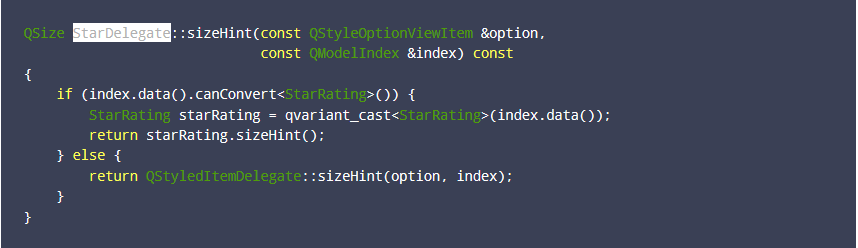 QSize StarDelegate::sizeHint(const QStyleOptionViewItem &option,
                             const QModelIndex &index) const
{
    if (index.data().canConvert<StarRating>()) {
        StarRating starRating = qvariant_cast<StarRating>(index.data());
        return starRating.sizeHint();
    } else {
        return QStyledItemDelegate::sizeHint(option, index);
    }
}